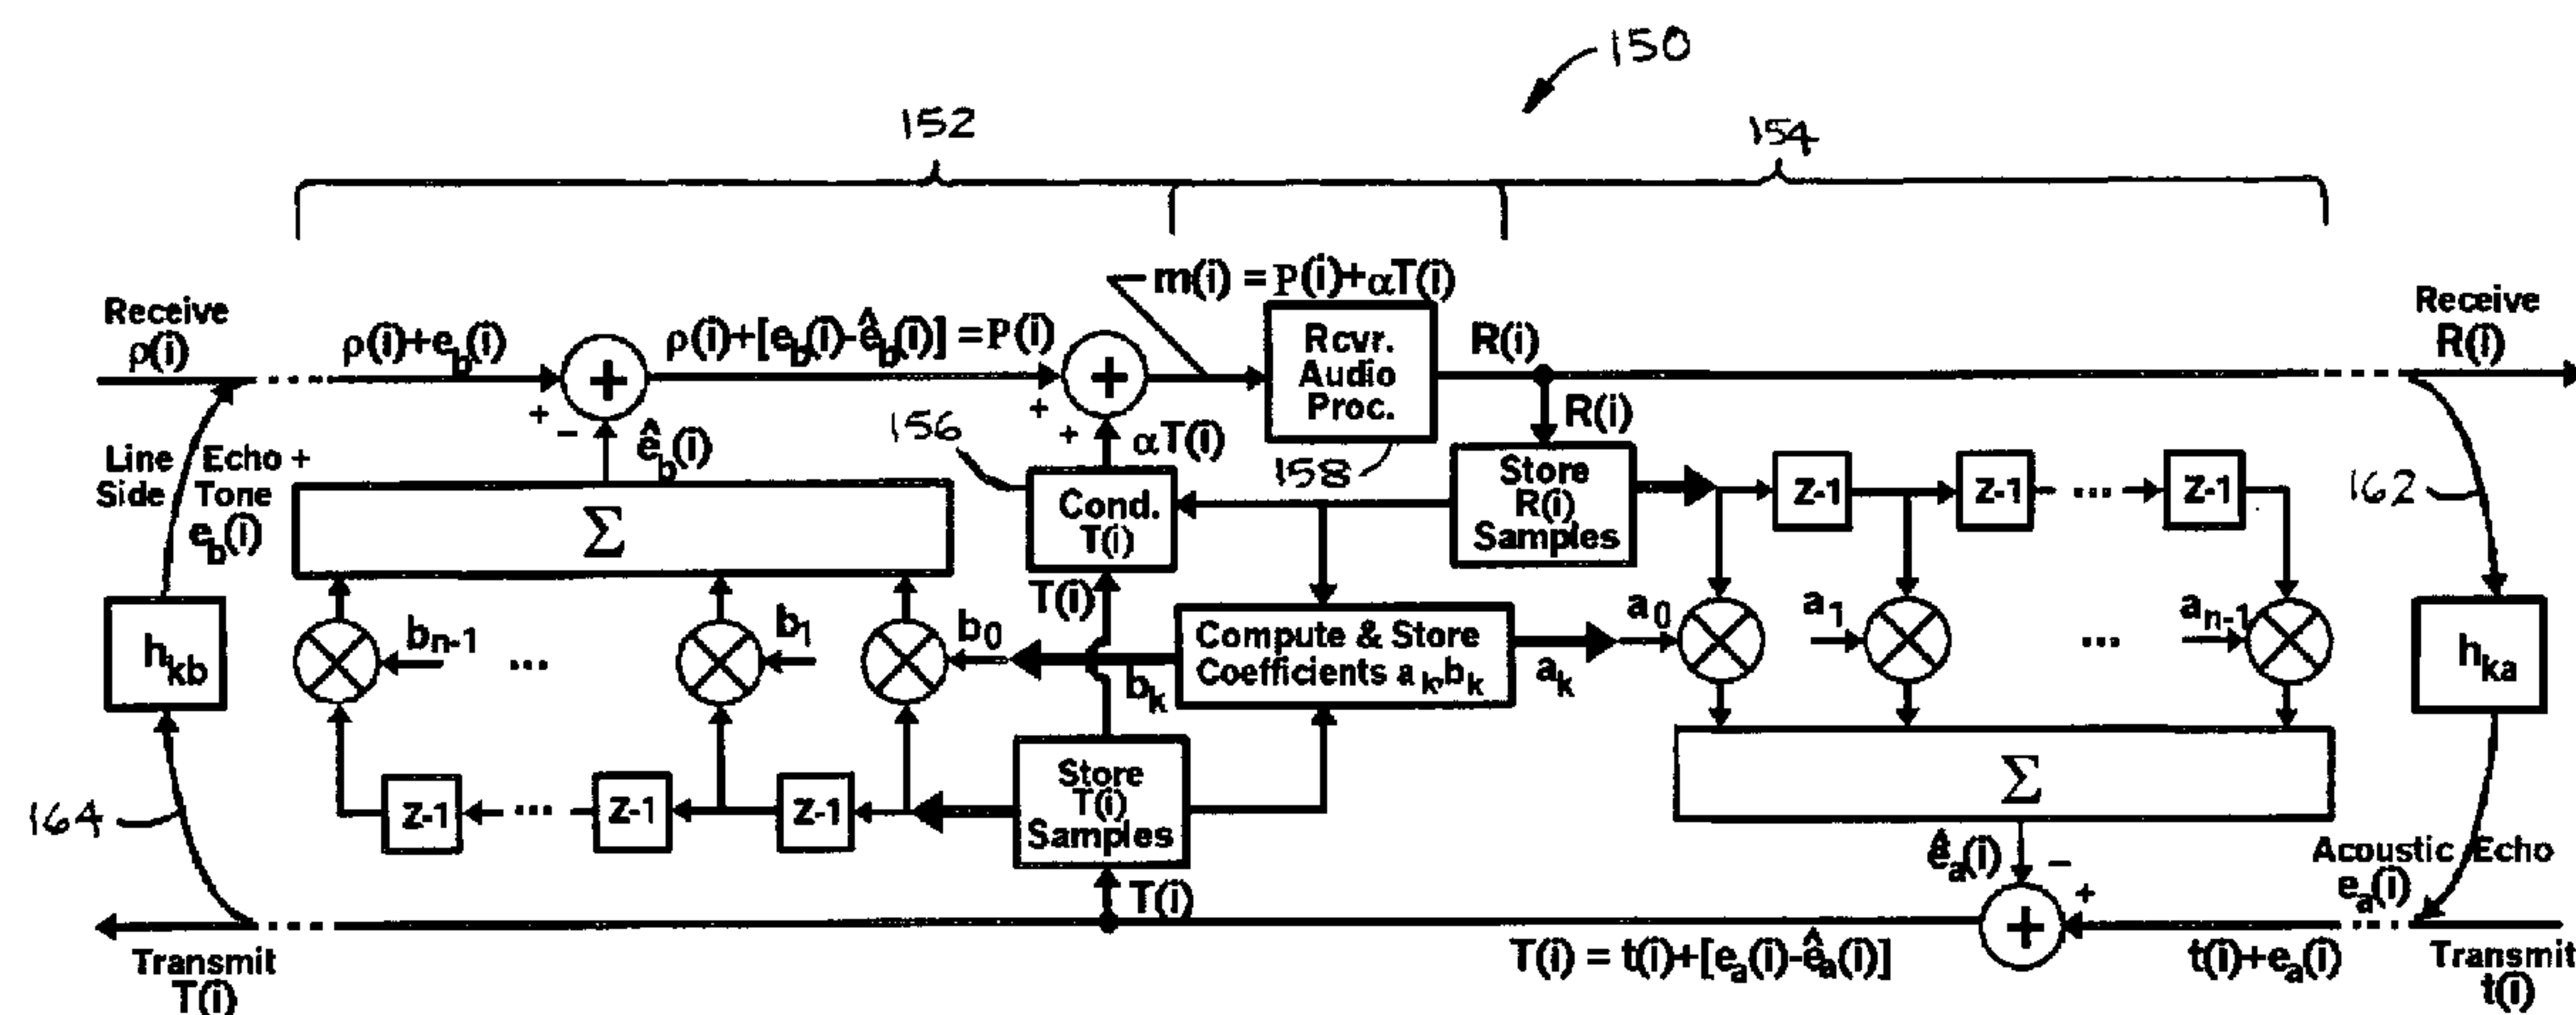 150
152
154
m(i) = P(i)+αT(i)
Receive
ρ(i)
ρ(i)+e_b(i)
ρ(i)+[e_b(i)-ê_b(i)] = P(i)
+
+
Rcvr.
Audio
Proc.
R(i)
Receive
R(i)
+
−
+
+
R(i)
156
αT(i)
158
Line Echo +
Side Tone
e_b(i)
ê_b(i)
Σ
Cond.
T(i)
Store
R(i)
Samples
z-1
z-1
...
z-1
162
T(i)
h_kb
b_n-1
...
b_1
b_0
b_k
Compute & Store
Coefficients a_k,b_k
a_k
a_0
a_1
...
a_n-1
h_ka
164
z-1
...
z-1
z-1
Store
T(i)
Samples
Σ
ê_a(i)
−
+
Acoustic Echo
e_a(i)
T(i)
+
Transmit
T(i)
T(i) = t(i)+[e_a(i)-ê_a(i)]
t(i)+e_a(i)
Transmit
t(i)